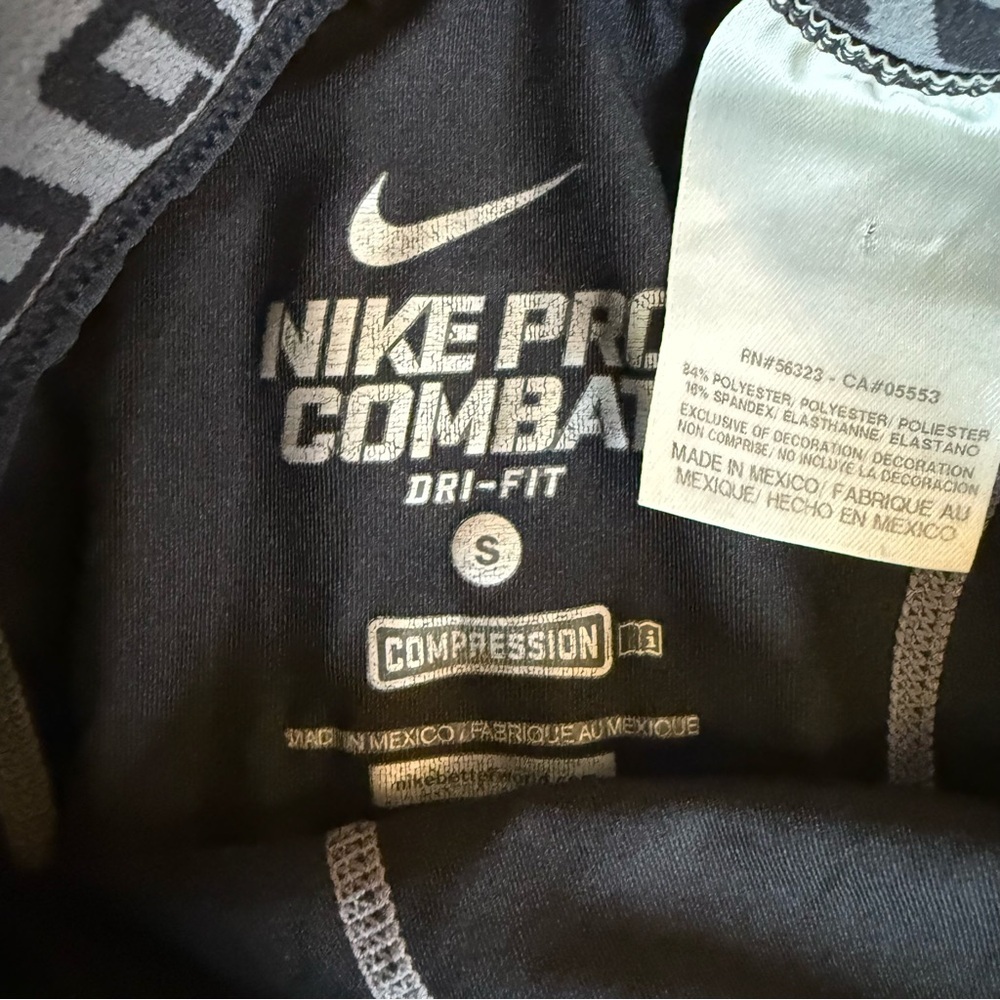 NIKE PRO
COMBAT
DRI-FIT
S
COMPRESSION
i
MADE IN MEXICO / FABRIQUE AU MEXIQUE
nikebetterworld.com
RN#56323 - CA#05553
84% POLYESTER/ POLYESTER/ POLIESTER
16% SPANDEX/ ELASTHANNE/ ELASTANO
EXCLUSIVE OF DECORATION/ DECORATION
NON COMPRISE/ NO INCLUYE LA DECORACION
MADE IN MEXICO/ FABRIQUE AU
MEXIQUE/ HECHO EN MEXICO